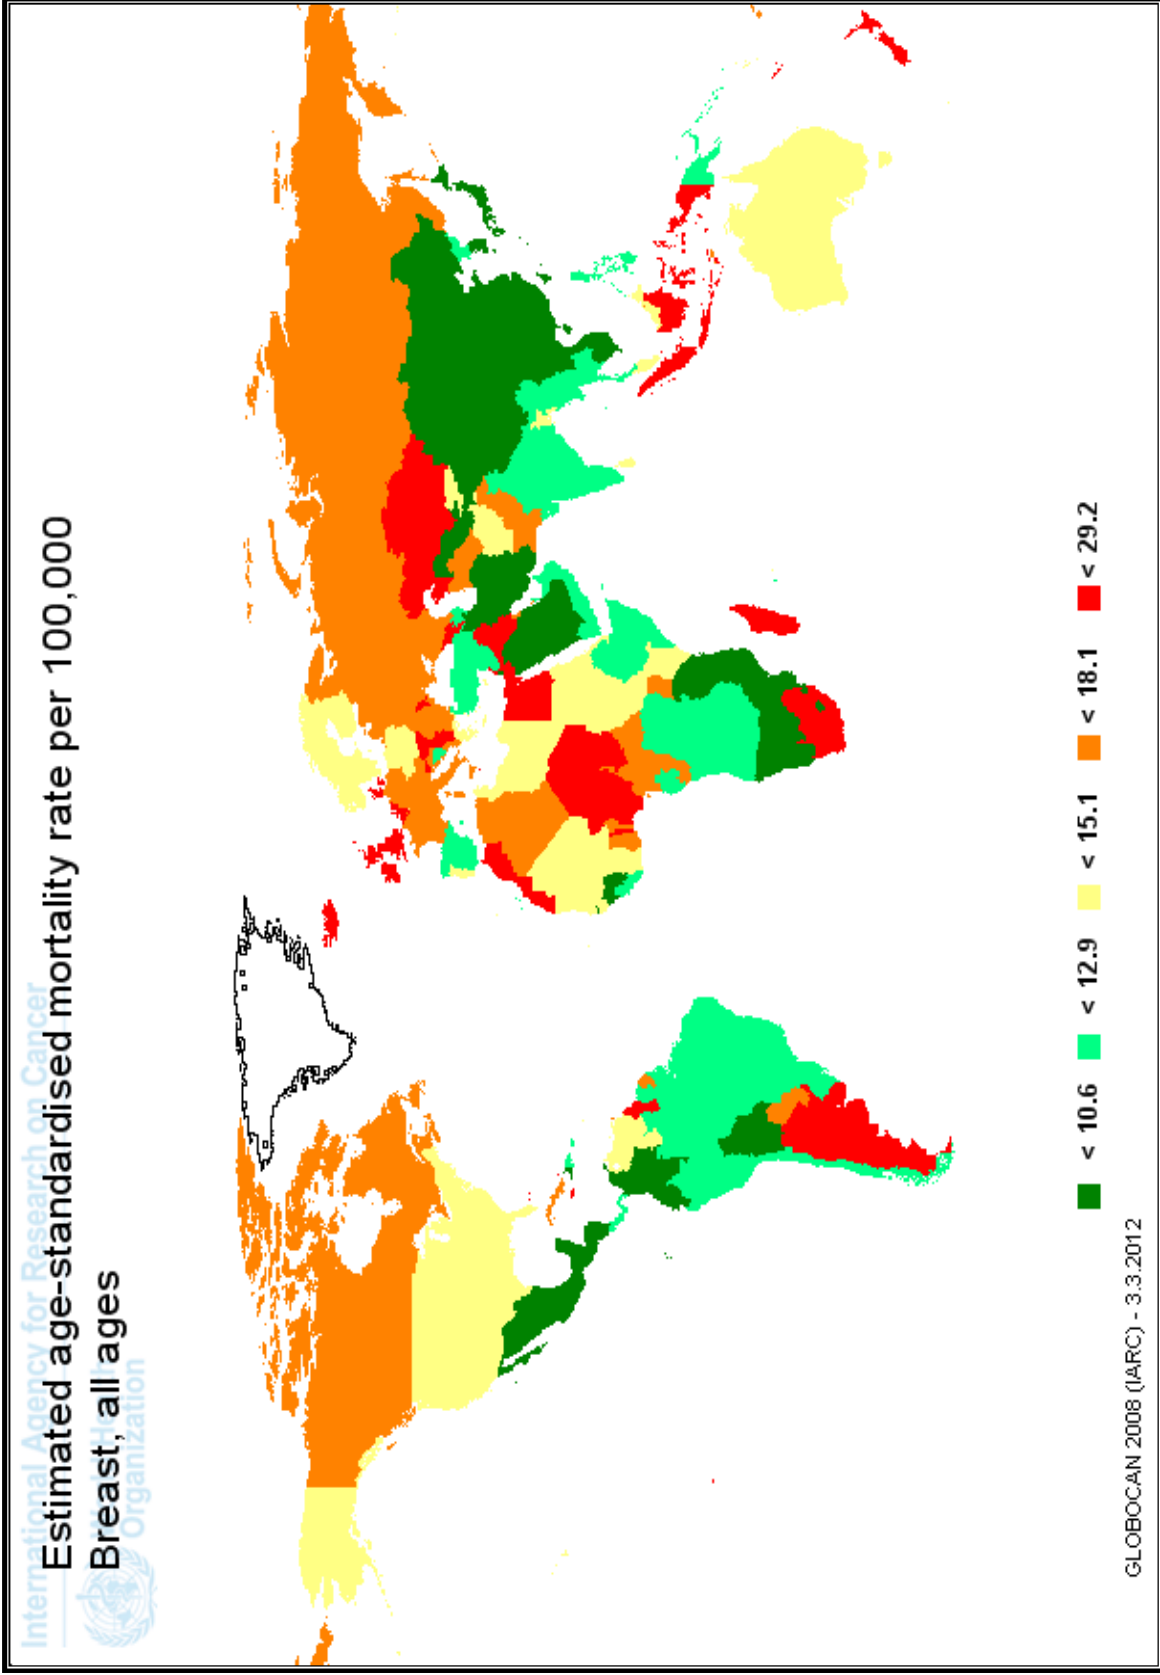 International Agency for Research on Cancer
Estimated age-standardised mortality rate per 100,000
Breast, all ages
World Health
Organization
< 10.6 < 12.9 < 15.1 < 18.1 < 29.2
GLOBOCAN 2008 (IARC) - 3.3.2012